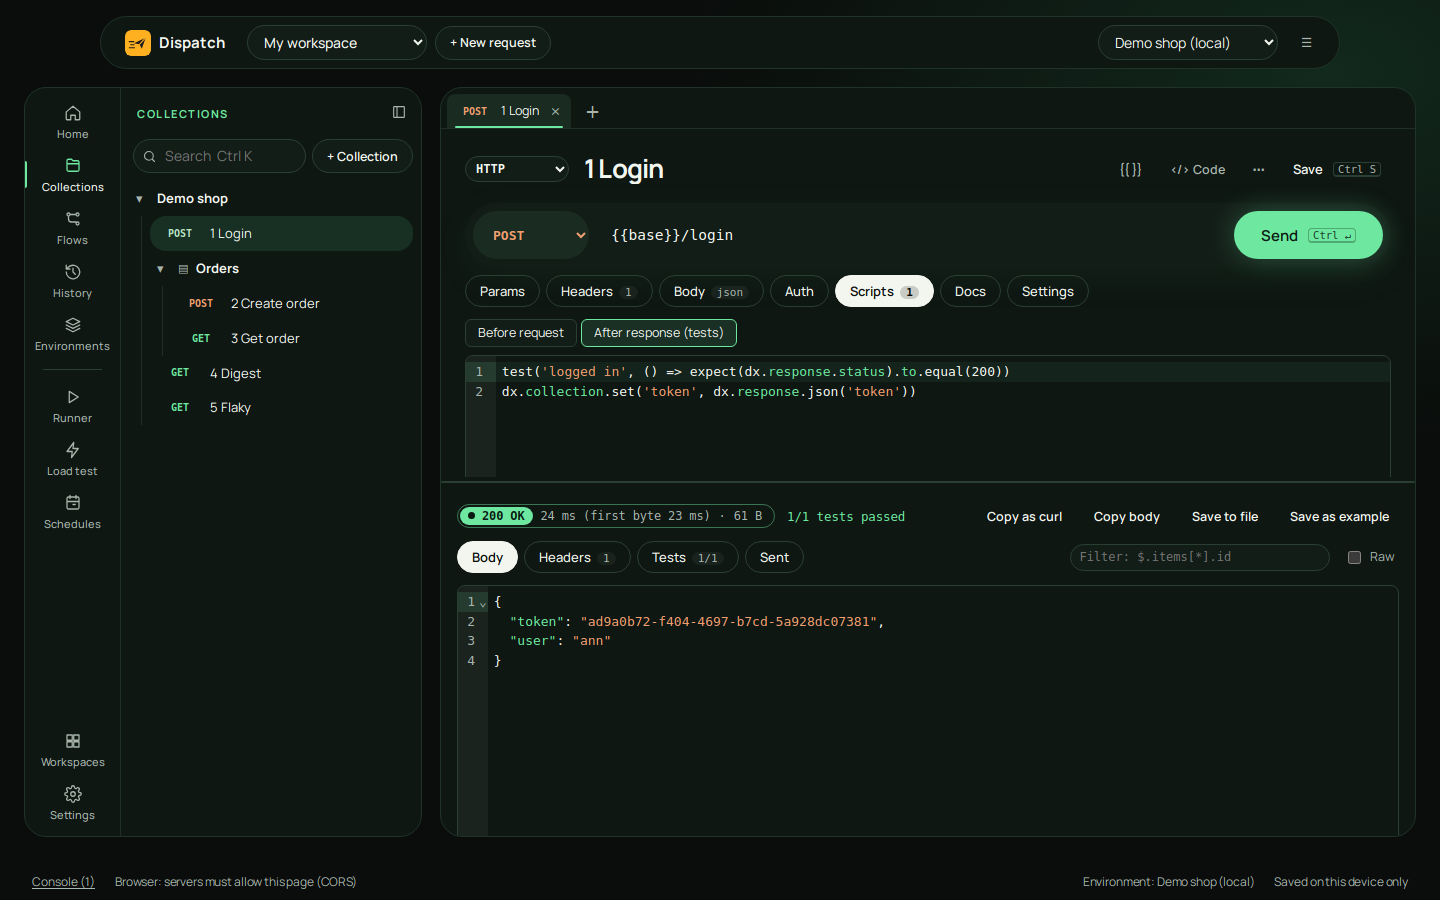 Dispatch My workspace + New request Demo shop (local)
Home
Collections
Flows
History
Environments
Runner
Load test
Schedules
Workspaces
Settings
COLLECTIONS
Search Ctrl K + Collection
Demo shop
POST 1 Login
Orders
POST 2 Create order
GET 3 Get order
GET 4 Digest
GET 5 Flaky
POST 1 Login × +
HTTP 1 Login {{}} </> Code ··· Save Ctrl S
POST {{base}}/login Send Ctrl ↵
Params Headers 1 Body json Auth Scripts 1 Docs Settings
Before request After response (tests)
1 test('logged in', () => expect(dx.response.status).to.equal(200))
2 dx.collection.set('token', dx.response.json('token'))
200 OK 24 ms (first byte 23 ms) · 61 B 1/1 tests passed Copy as curl Copy body Save to file Save as example
Body Headers 1 Tests 1/1 Sent Filter: $.items[*].id Raw
1 {
2 "token": "ad9a0b72-f404-4697-b7cd-5a928dc07381",
3 "user": "ann"
4 }
Console (1) Browser: servers must allow this page (CORS) Environment: Demo shop (local) Saved on this device only